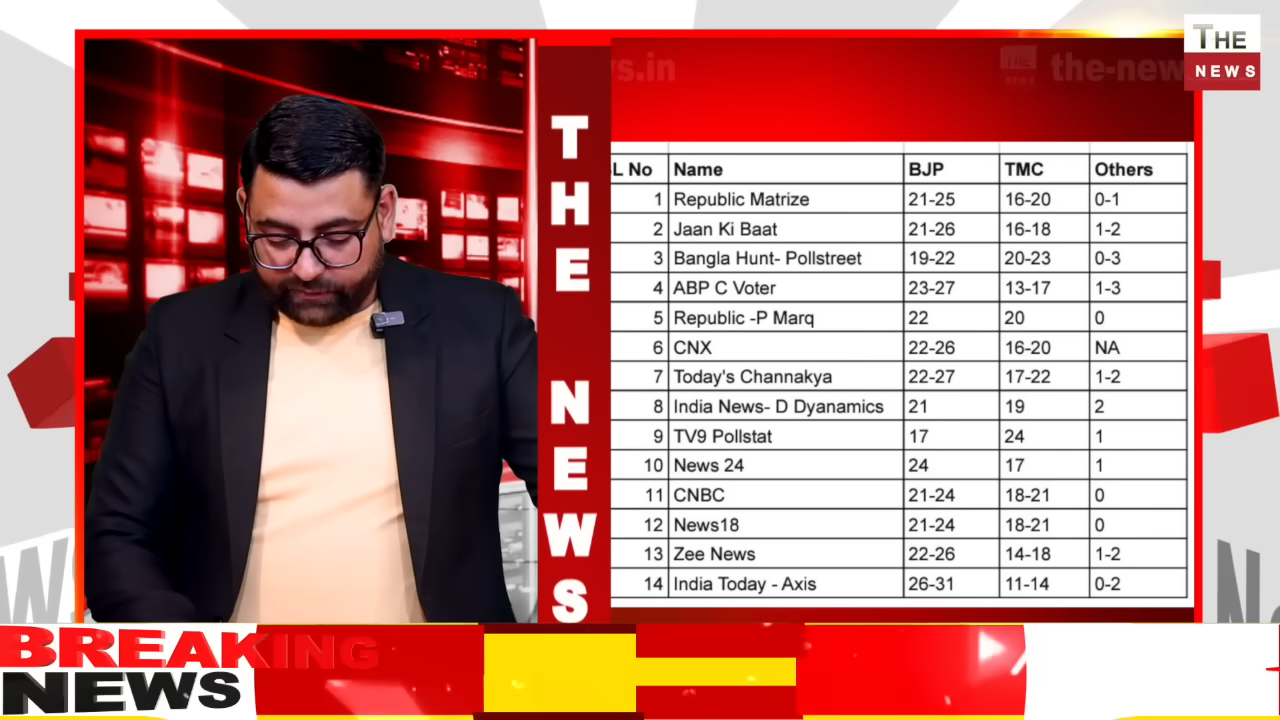 THE
NEWS
s.in
the-new
THE NEWS
L No Name BJP TMC Others
1 Republic Matrize 21-25 16-20 0-1
2 Jaan Ki Baat 21-26 16-18 1-2
3 Bangla Hunt- Pollstreet 19-22 20-23 0-3
4 ABP C Voter 23-27 13-17 1-3
5 Republic -P Marq 22 20 0
6 CNX 22-26 16-20 NA
7 Today's Channakya 22-27 17-22 1-2
8 India News- D Dyanamics 21 19 2
9 TV9 Pollstat 17 24 1
10 News 24 24 17 1
11 CNBC 21-24 18-21 0
12 News18 21-24 18-21 0
13 Zee News 22-26 14-18 1-2
14 India Today - Axis 26-31 11-14 0-2
BREAKING
NEWS